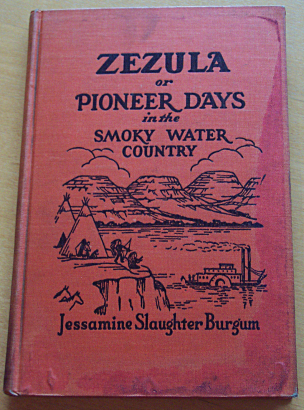 ZEZULA
or
PIONEER DAYS
in the
SMOKY WATER
COUNTRY
Jessamine Slaughter Burgum